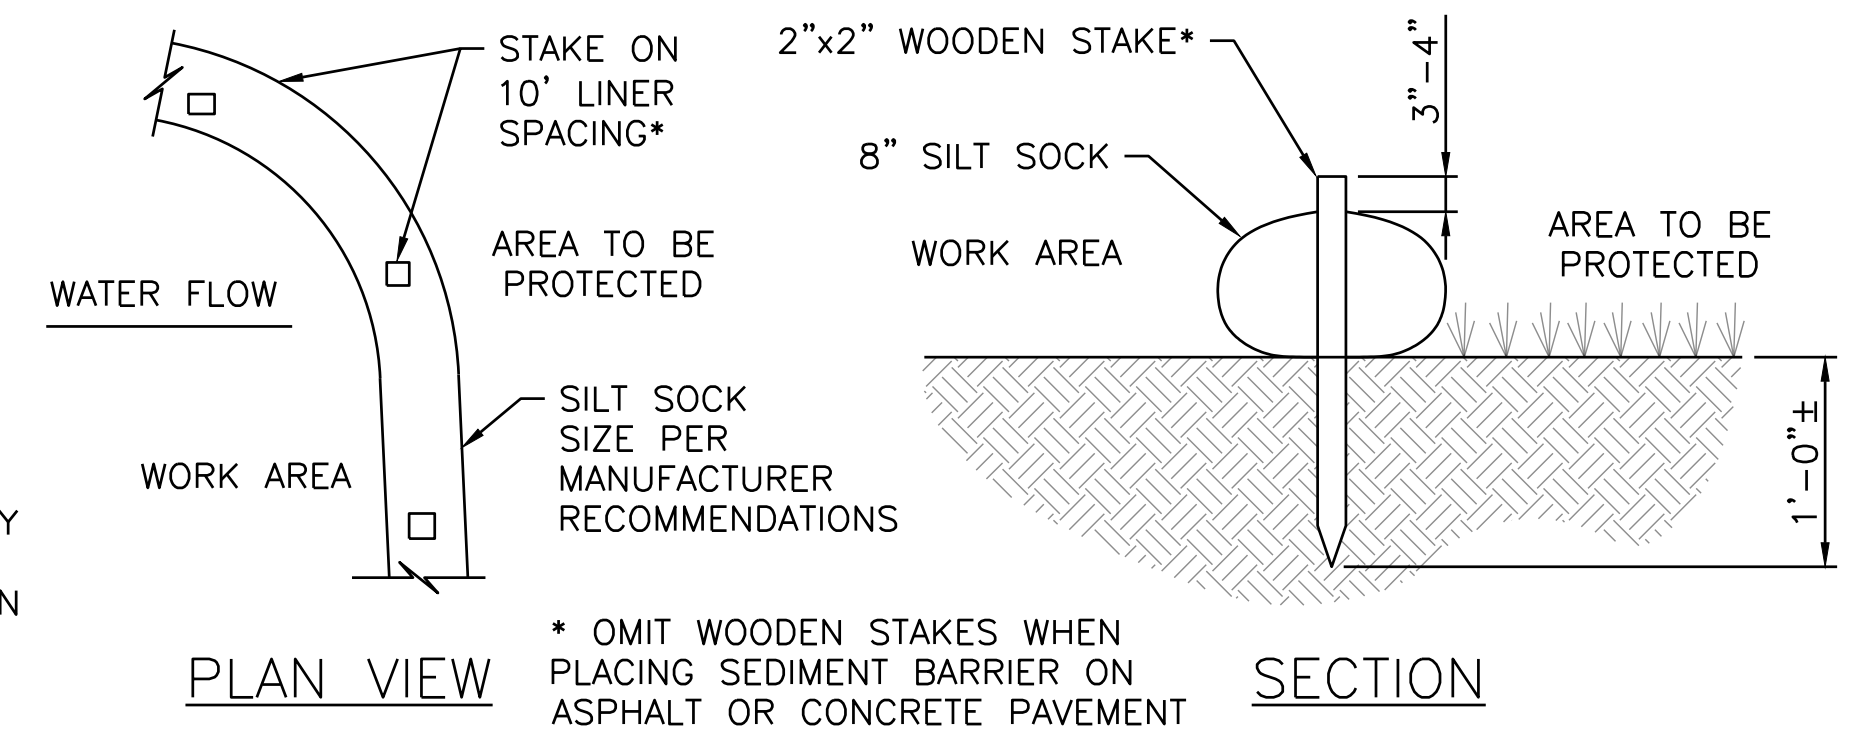 STAKE ON
10' LINER
SPACING*
AREA TO BE
PROTECTED
WATER FLOW
SILT SOCK
SIZE PER
MANUFACTURER
RECOMMENDATIONS
WORK AREA
Y
N
PLAN VIEW
* OMIT WOODEN STAKES WHEN
PLACING SEDIMENT BARRIER ON
ASPHALT OR CONCRETE PAVEMENT
2"x2" WOODEN STAKE*
3"-4"
8" SILT SOCK
WORK AREA
AREA TO BE
PROTECTED
1'-0"±
SECTION